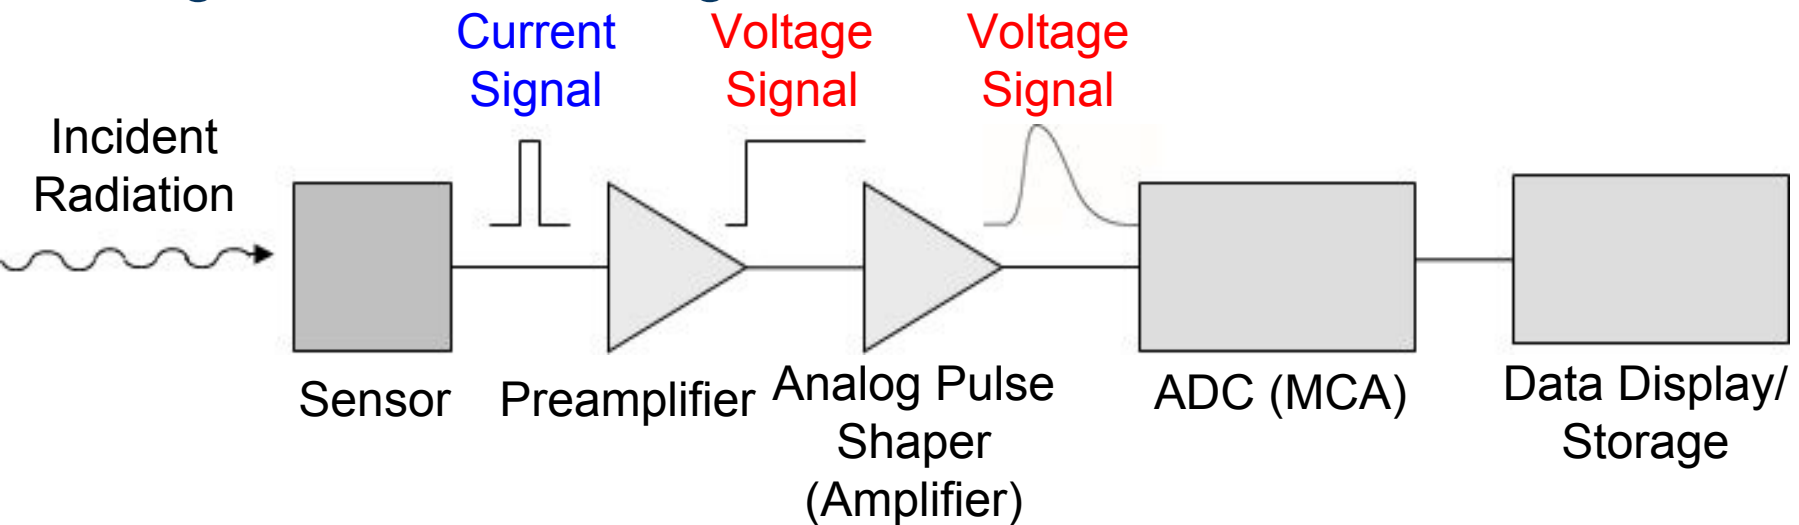 Current
Signal
Voltage
Signal
Voltage
Signal
Incident
Radiation
Sensor
Preamplifier
Analog Pulse
Shaper
(Amplifier)
ADC (MCA)
Data Display/
Storage